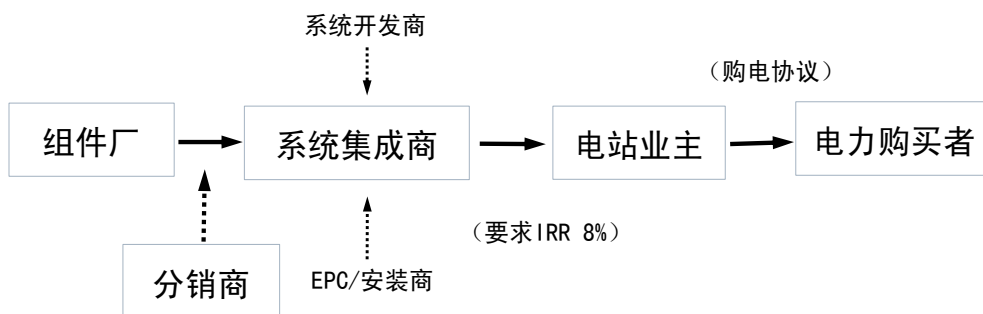 系统开发商
（购电协议）
组件厂
系统集成商
电站业主
电力购买者
（要求IRR 8%）
分销商
EPC/安装商